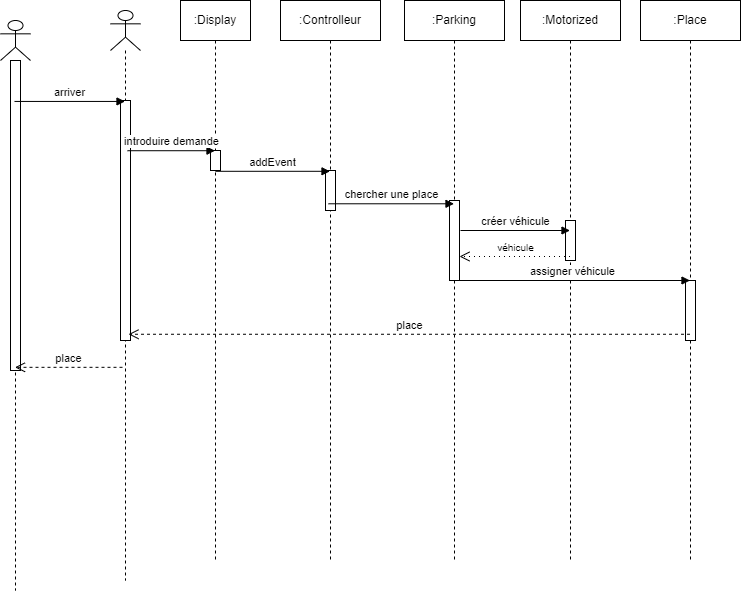 :Display
:Controlleur
:Parking
:Motorized
:Place
arriver
introduire demande
addEvent
chercher une place
créer véhicule
véhicule
assigner véhicule
place
place